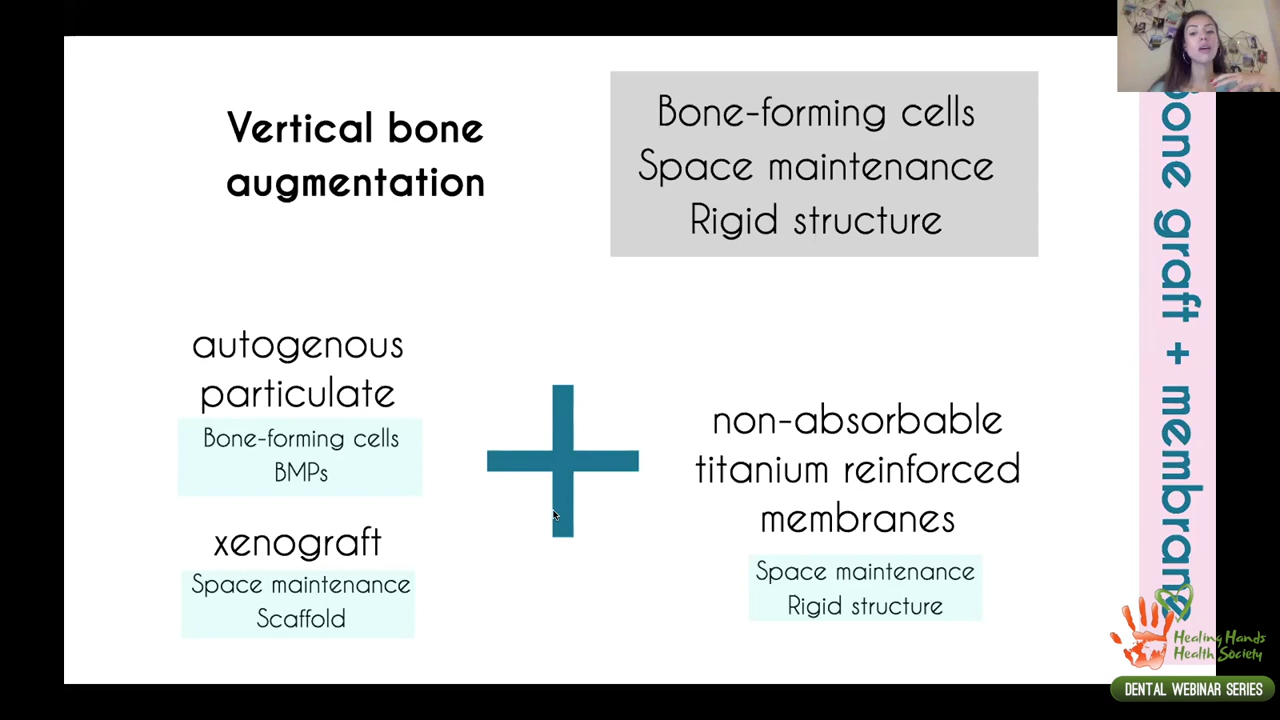 Vertical bone
augmentation
Bone-forming cells
Space maintenance
Rigid structure
autogenous
particulate
Bone-forming cells
BMPs
xenograft
Space maintenance
Scaffold
non-absorbable
titanium reinforced
membranes
Space maintenance
Rigid structure
bone graft + membrane
Healing Hands
Health Society
DENTAL WEBINAR SERIES